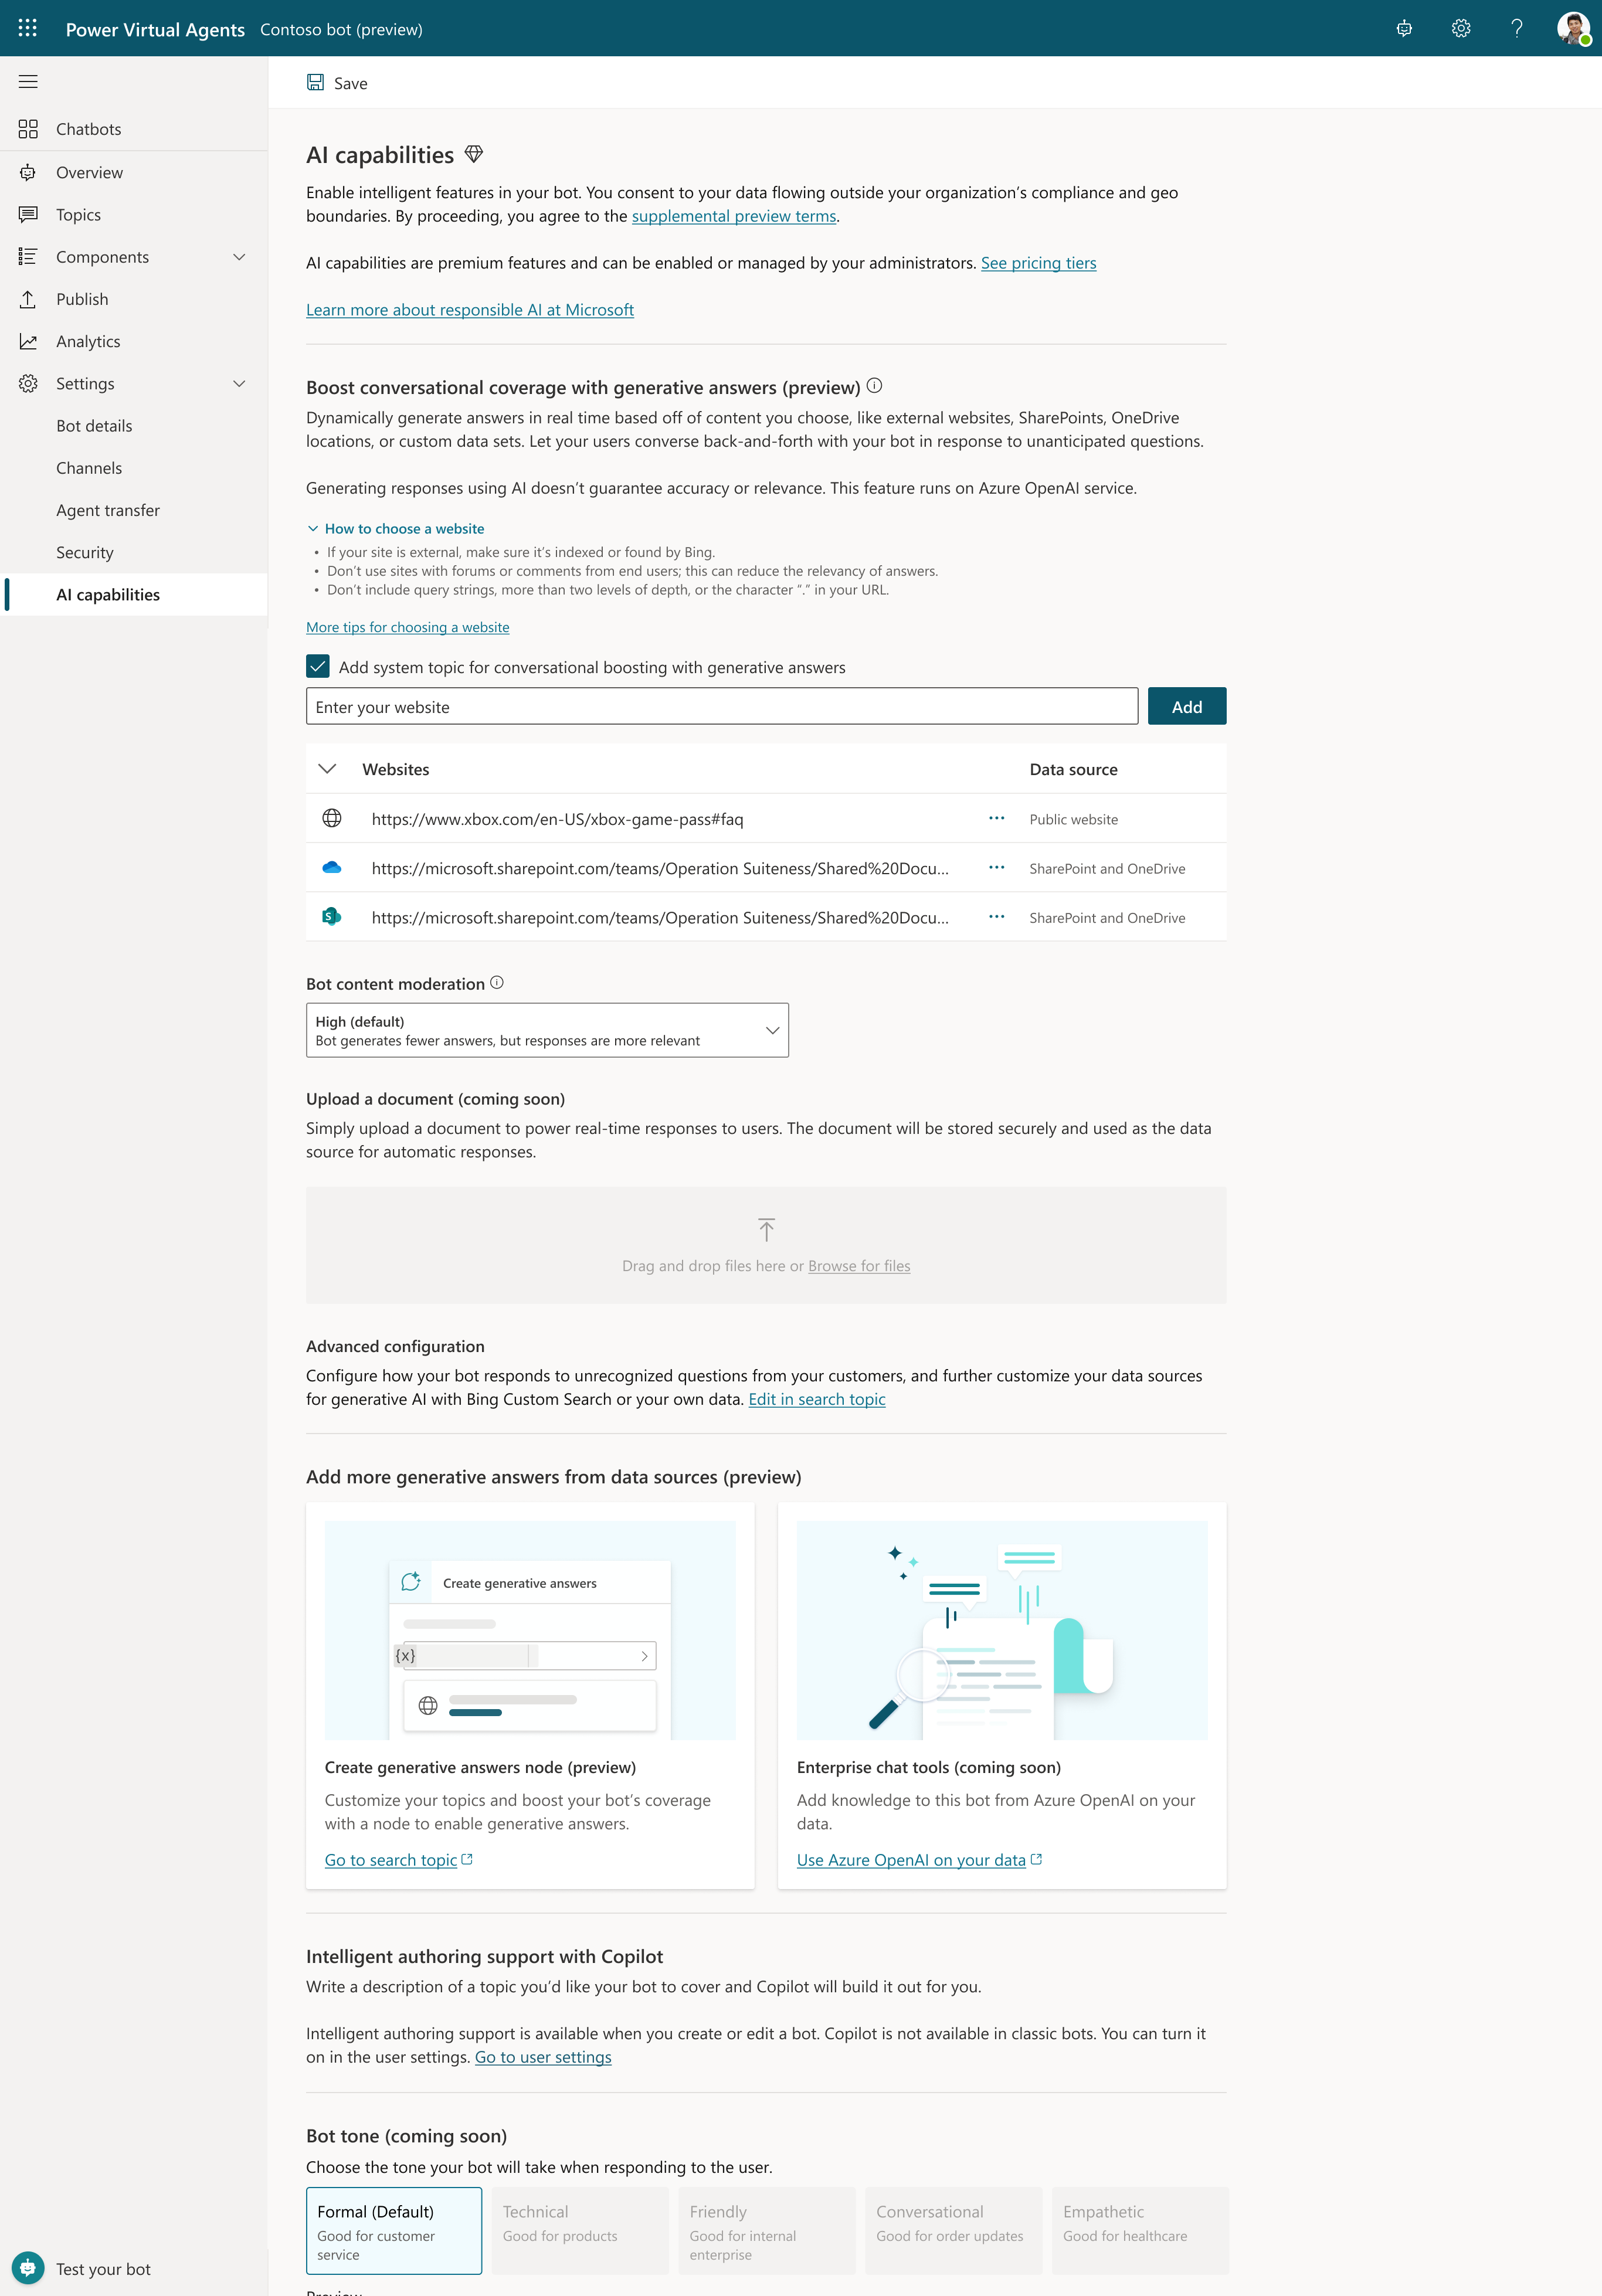 Power Virtual Agents Contoso bot (preview)
Save
Chatbots
Overview
Topics
Components
Publish
Analytics
Settings
Bot details
Channels
Agent transfer
Security
AI capabilities
Test your bot
AI capabilities
Enable intelligent features in your bot. You consent to your data flowing outside your organization’s compliance and geo
boundaries. By proceeding, you agree to the supplemental preview terms.
AI capabilities are premium features and can be enabled or managed by your administrators. See pricing tiers
Learn more about responsible AI at Microsoft
Boost conversational coverage with generative answers (preview)
Dynamically generate answers in real time based off of content you choose, like external websites, SharePoints, OneDrive
locations, or custom data sets. Let your users converse back-and-forth with your bot in response to unanticipated questions.
Generating responses using AI doesn’t guarantee accuracy or relevance. This feature runs on Azure OpenAI service.
How to choose a website
• If your site is external, make sure it’s indexed or found by Bing.
• Don’t use sites with forums or comments from end users; this can reduce the relevancy of answers.
• Don’t include query strings, more than two levels of depth, or the character “.” in your URL.
More tips for choosing a website
Add system topic for conversational boosting with generative answers
Enter your website
Add
Websites Data source
https://www.xbox.com/en-US/xbox-game-pass#faq ... Public website
https://microsoft.sharepoint.com/teams/Operation Suiteness/Shared%20Docu... ... SharePoint and OneDrive
https://microsoft.sharepoint.com/teams/Operation Suiteness/Shared%20Docu... ... SharePoint and OneDrive
Bot content moderation
High (default)
Bot generates fewer answers, but responses are more relevant
Upload a document (coming soon)
Simply upload a document to power real-time responses to users. The document will be stored securely and used as the data
source for automatic responses.
Drag and drop files here or Browse for files
Advanced configuration
Configure how your bot responds to unrecognized questions from your customers, and further customize your data sources
for generative AI with Bing Custom Search or your own data. Edit in search topic
Add more generative answers from data sources (preview)
Create generative answers
{x}
Create generative answers node (preview)
Customize your topics and boost your bot’s coverage
with a node to enable generative answers.
Go to search topic
Enterprise chat tools (coming soon)
Add knowledge to this bot from Azure OpenAI on your
data.
Use Azure OpenAI on your data
Intelligent authoring support with Copilot
Write a description of a topic you’d like your bot to cover and Copilot will build it out for you.
Intelligent authoring support is available when you create or edit a bot. Copilot is not available in classic bots. You can turn it
on in the user settings. Go to user settings
Bot tone (coming soon)
Choose the tone your bot will take when responding to the user.
Formal (Default)
Good for customer
service
Technical
Good for products
Friendly
Good for internal
enterprise
Conversational
Good for order updates
Empathetic
Good for healthcare